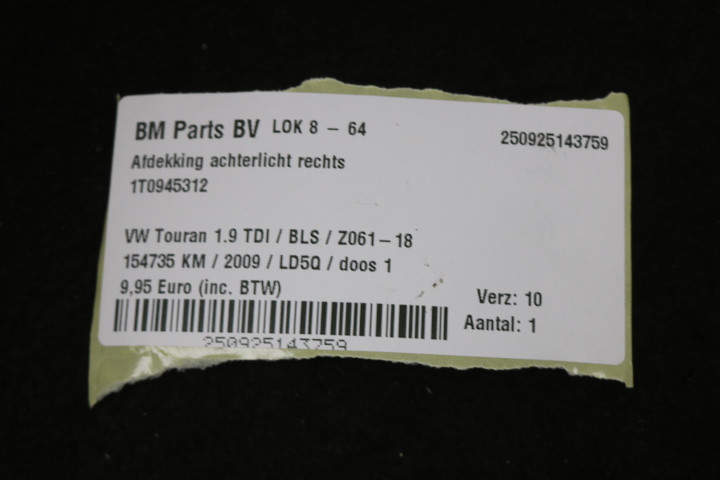 BM Parts BV LOK 8 - 64
250925143759
Afdekking achterlicht rechts
1T0945312
VW Touran 1.9 TDI / BLS / Z061-18
154735 KM / 2009 / LD5Q / doos 1
9,95 Euro (inc. BTW)
Verz: 10
Aantal: 1
250925143759